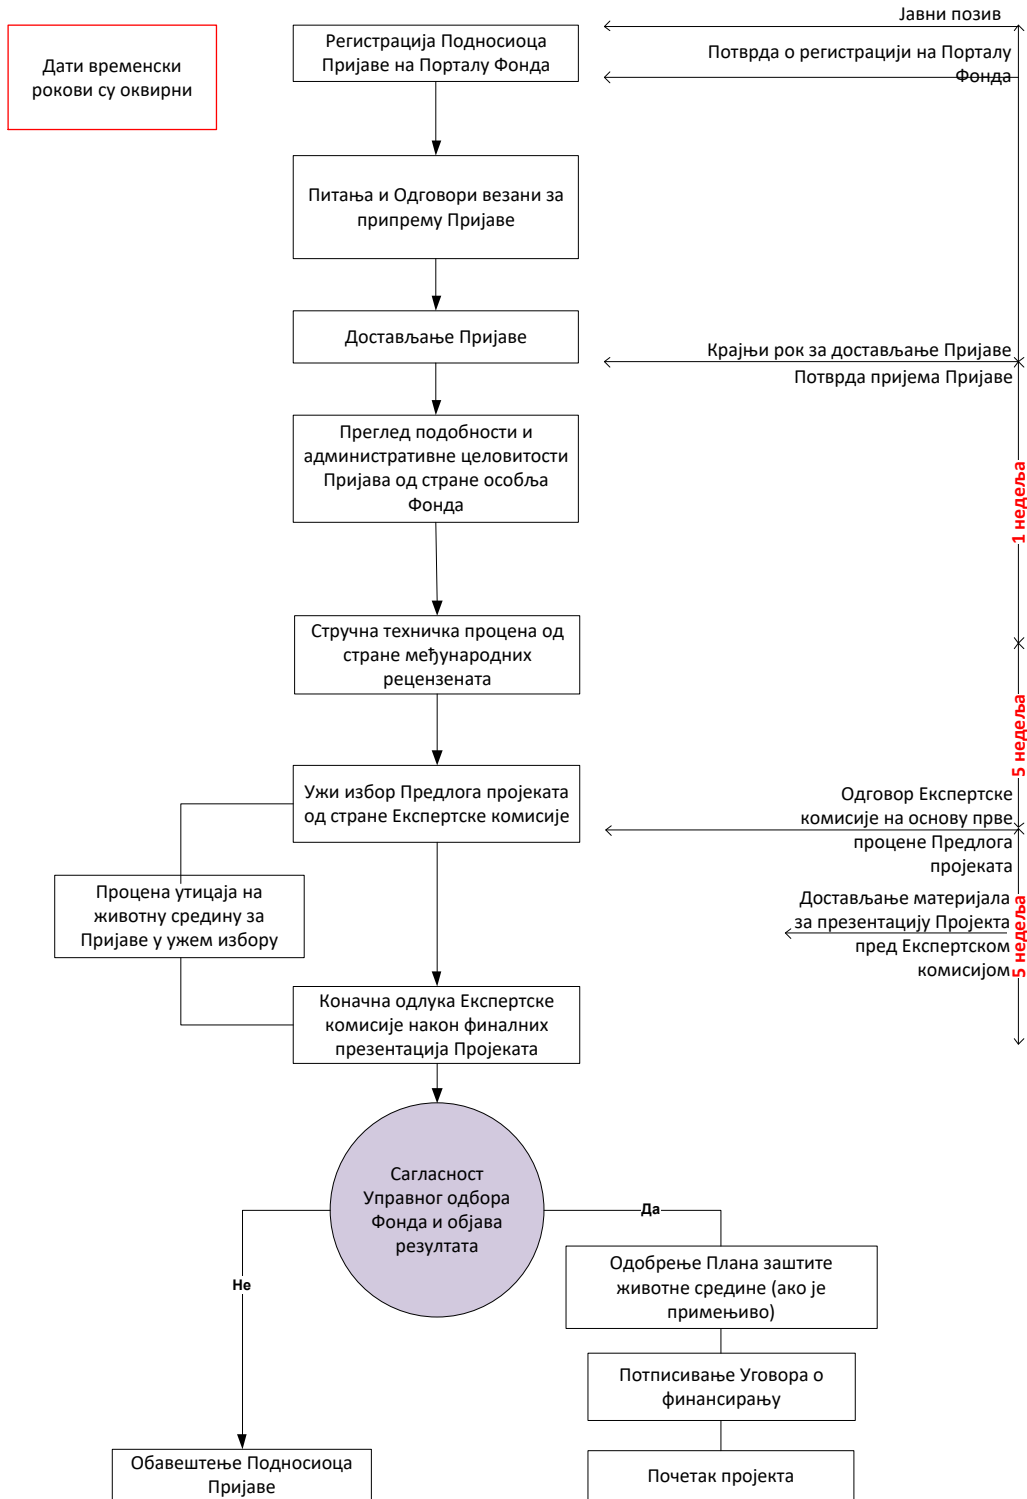 Јавни позив
Регистрација Подносиоца
Пријаве на Порталу Фонда
Дати временски
рокови су оквирни
Потврда о регистрацији на Порталу
Фонда
Питања и Одговори везани за
припрему Пријаве
Достављање Пријаве
Крајњи рок за достављање Пријаве
Потврда пријема Пријаве
Преглед подобности и
административне целовитости
Пријава од стране особља
Фонда
1 недеља
Стручна техничка процена од
стране међународних
рецензената
5 недеља
Ужи избор Предлога пројеката
од стране Експертске комисије
Одговор Експертске
комисије на основу прве
процене Предлога
пројеката
Процена утицаја на
животну средину за
Пријаве у ужем избору
Достављање материјала
за презентацију Пројекта
пред Експертском
комисијом
5 недеља
Коначна одлука Експертске
комисије након финалних
презентација Пројеката
Сагласност
Управног одбора
Фонда и објава
резултата
Да
Не
Одобрење Плана заштите
животне средине (ако је
примењиво)
Потписивање Уговора о
финансирању
Обавештење Подносиоца
Пријаве
Почетак пројекта